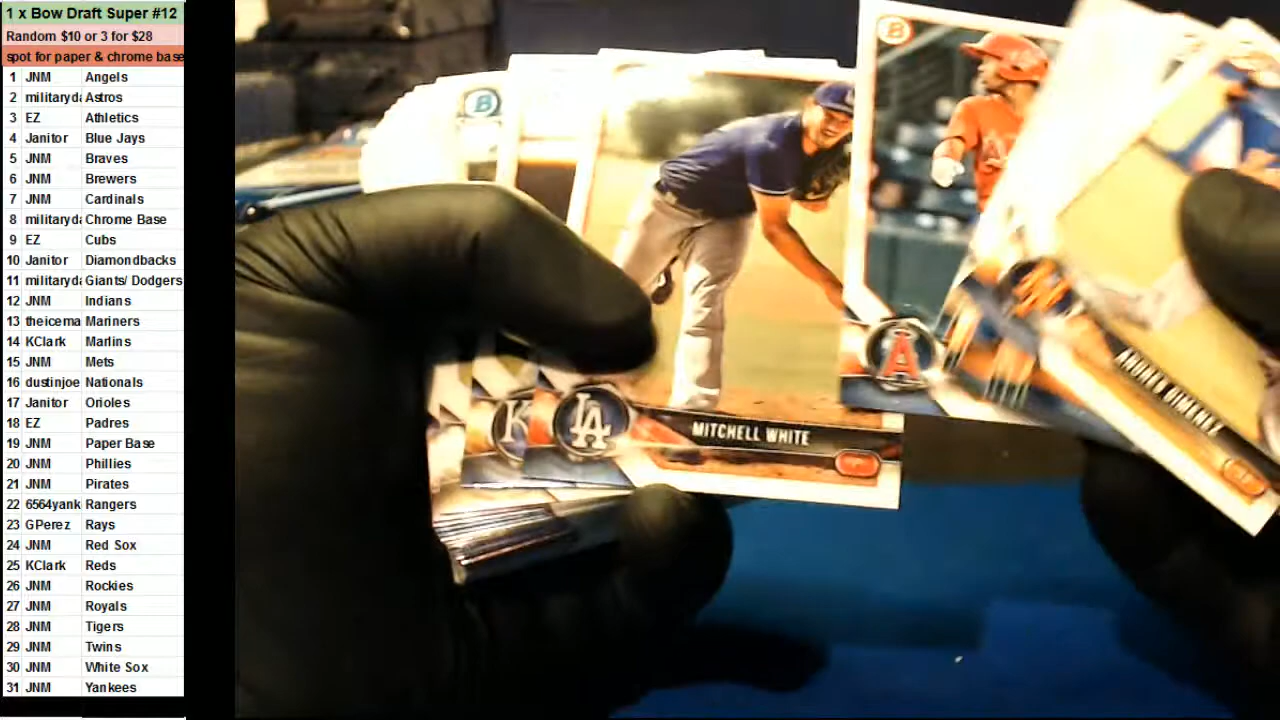 1 x Bow Draft Super #12
Random $10 or 3 for $28
spot for paper & chrome base
1 JNM Angels
2 militaryda Astros
3 EZ Athletics
4 Janitor Blue Jays
5 JNM Braves
6 JNM Brewers
7 JNM Cardinals
8 militaryda Chrome Base
9 EZ Cubs
10 Janitor Diamondbacks
11 militaryda Giants/ Dodgers
12 JNM Indians
13 theicema Mariners
14 KClark Marlins
15 JNM Mets
16 dustinjoe Nationals
17 Janitor Orioles
18 EZ Padres
19 JNM Paper Base
20 JNM Phillies
21 JNM Pirates
22 6564yank Rangers
23 GPerez Rays
24 JNM Red Sox
25 KClark Reds
26 JNM Rockies
27 JNM Royals
28 JNM Tigers
29 JNM Twins
30 JNM White Sox
31 JNM Yankees
B
B
A
K
LA
MITCHELL WHITE